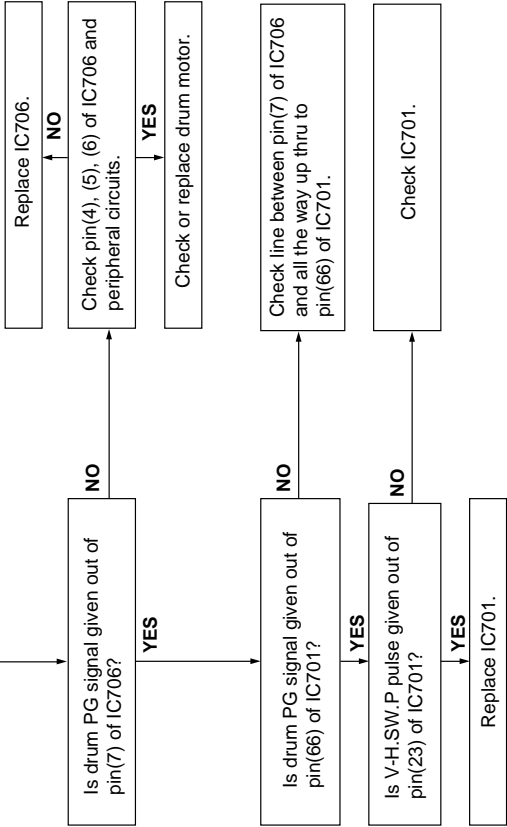 Is drum PG signal given out of
pin(7) of IC706?
NO
Check pin(4), (5), (6) of IC706 and
peripheral circuits.
NO
Replace IC706.
YES
Check or replace drum motor.
YES
Is drum PG signal given out of
pin(66) of IC701?
NO
Check line between pin(7) of IC706
and all the way up thru to
pin(66) of IC701.
YES
Is V-H.SW.P pulse given out of
pin(23) of IC701?
NO
Check IC701.
YES
Replace IC701.